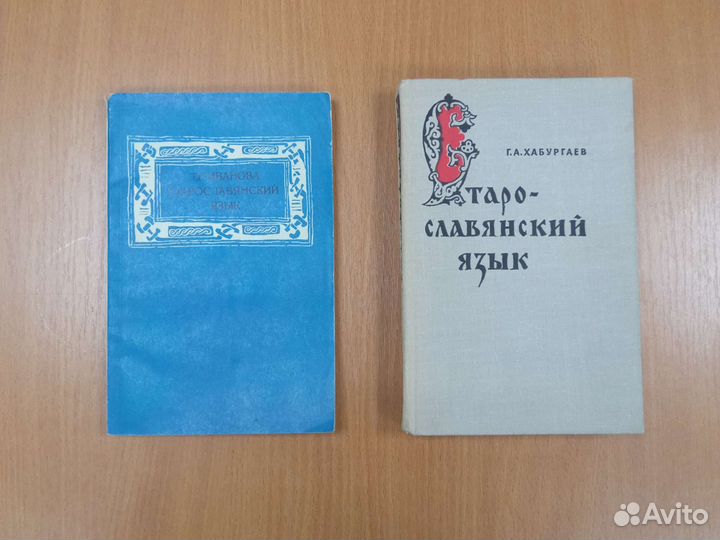 Т.А. ИВАНОВА
СТАРОСЛАВЯНСКИЙ
ЯЗЫК
Г.А.ХАБУРГАЕВ
Старо-
славянский
язык
Avito